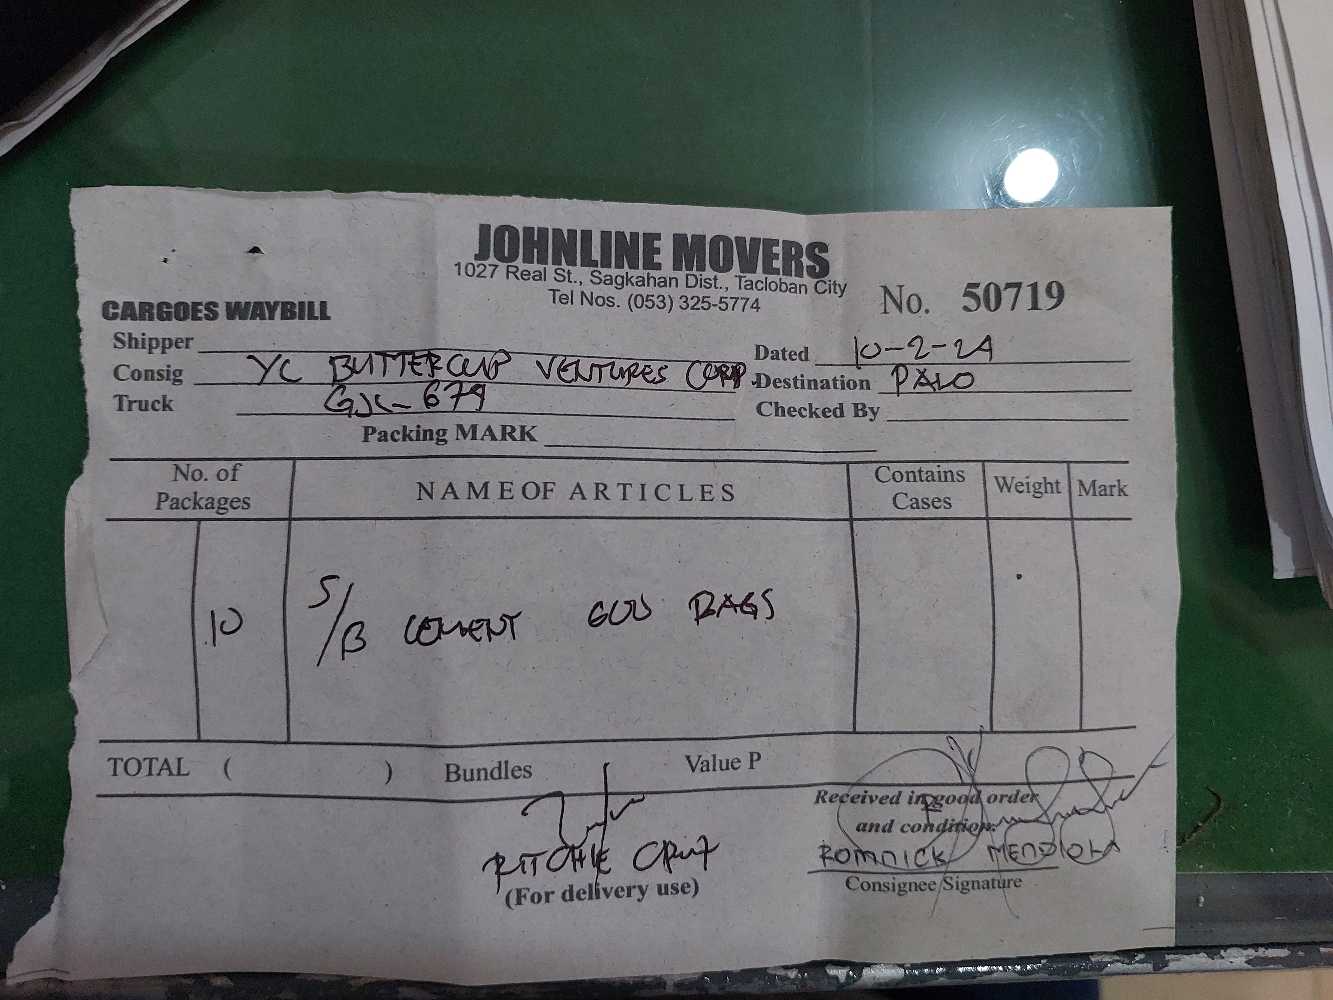 JOHNLINE MOVERS
1027 Real St., Sagkahan Dist., Tacloban City
Tel Nos. (053) 325-5774
No. 50719
CARGOES WAYBILL
Shipper
Dated 10-2-24
Consig YC BUTTERCUP VENTURES CORP.
Destination PALO
Truck
Checked By
Packing MARK
No. of Packages NAME OF ARTICLES Contains Cases Weight Mark
10 S/B CEMENT 600 BAGS
TOTAL ( ) Bundles Value P
Received in good order
and condition.
RITCHIE CRUZ
ROMNICK MENDIOLA
(For delivery use)
Consignee/Signature